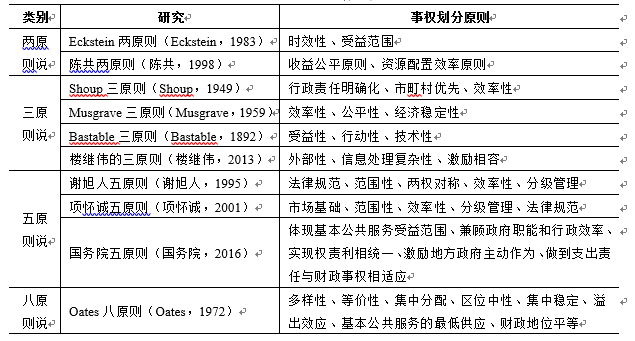 类别 研究 事权划分原则
两原 Eckstein 两原则（Eckstein，1983） 时效性、受益范围
则说 陈共两原则（陈共，1998） 收益公平原则、资源配置效率原则
Shoup 三原则（Shoup，1949） 行政责任明确化、市町村优先、效率性
三原 Musgrave 三原则（Musgrave，1959） 效率性、公平性、经济稳定性
则说 Bastable 三原则（Bastable，1892） 受益性、行动性、技术性
楼继伟的三原则（楼继伟，2013） 外部性、信息处理复杂性、激励相容
谢旭人五原则（谢旭人，1995） 法律规范、范围性、两权对称、效率性、分级管理
五原 项怀诚五原则（项怀诚，2001） 市场基础、范围性、效率性、分级管理、法律规范
则说 国务院五原则（国务院，2016） 体现基本公共服务受益范围、兼顾政府职能和行政效率、
实现权责利相统一、激励地方政府主动作为、做到支出责
任与财政事权相适应
八原 Oates 八原则（Oates，1972） 多样性、等价性、集中分配、区位中性、集中稳定、溢
则说 出效应、基本公共服务的最低供应、财政地位平等